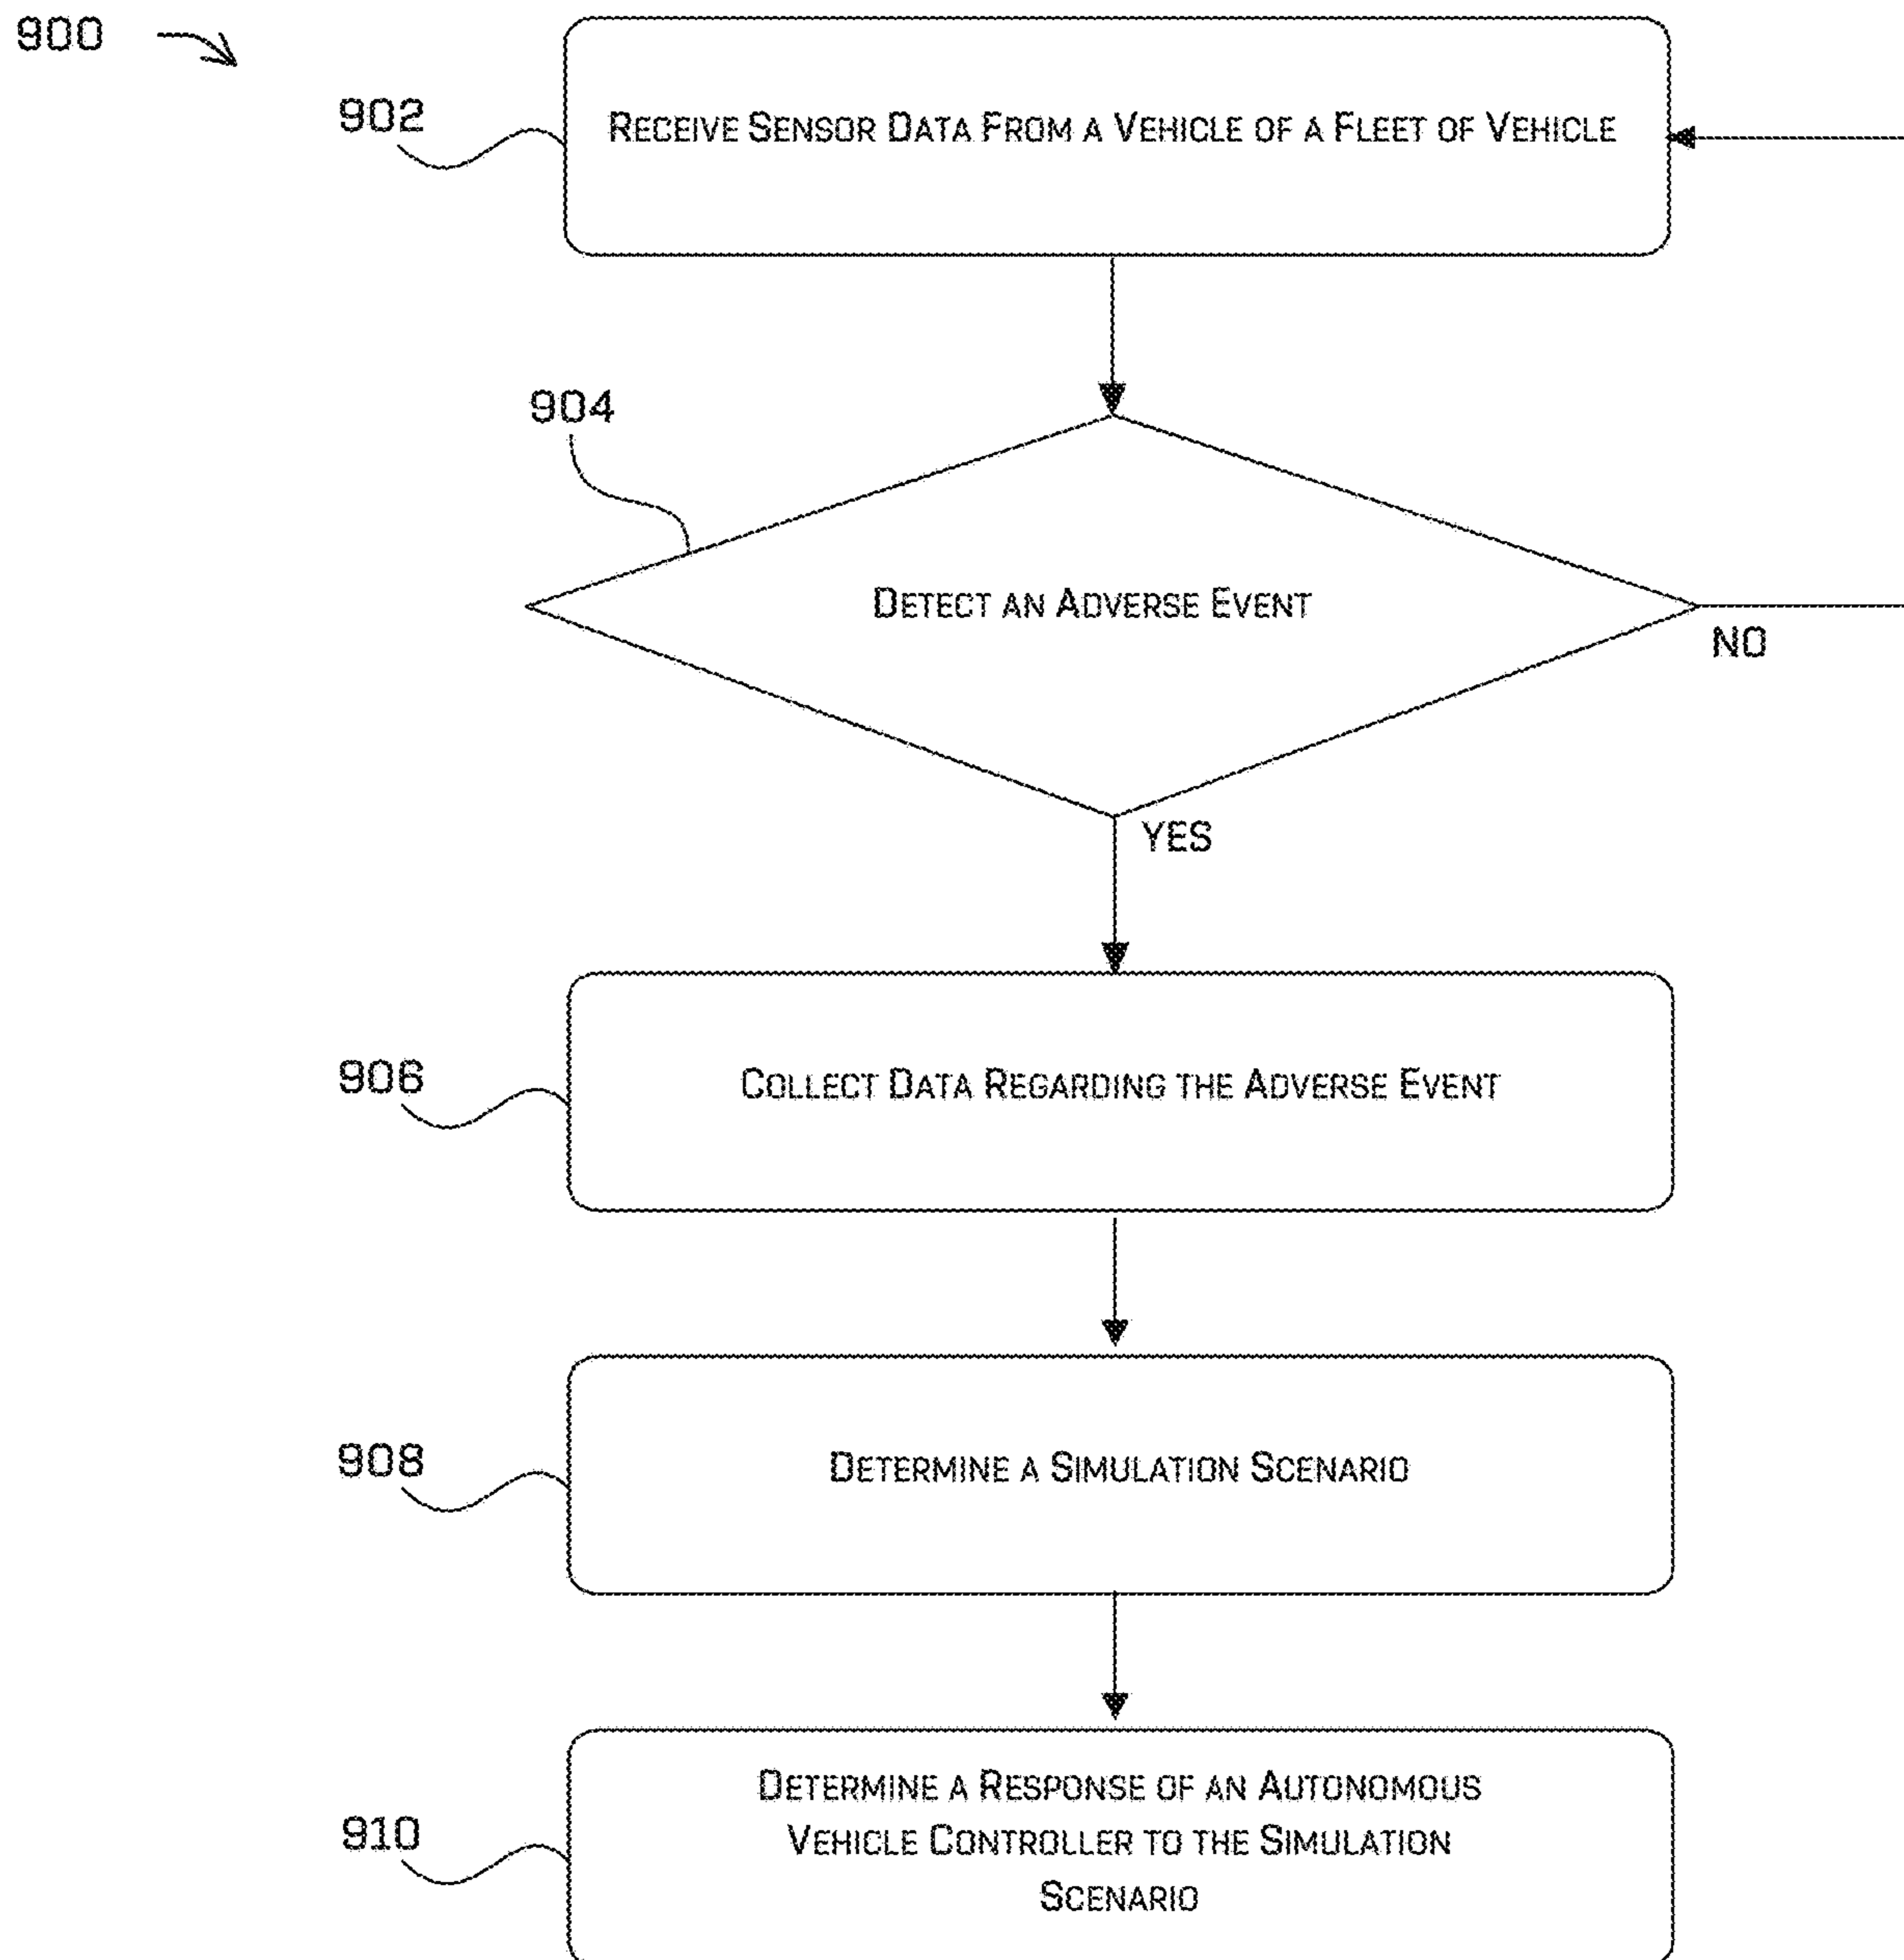 900
902
RECEIVE SENSOR DATA FROM A VEHICLE OF A FLEET OF VEHICLE
904
DETECT AN ADVERSE EVENT
NO
YES
906
COLLECT DATA REGARDING THE ADVERSE EVENT
908
DETERMINE A SIMULATION SCENARIO
910
DETERMINE A RESPONSE OF AN AUTONOMOUS
VEHICLE CONTROLLER TO THE SIMULATION
SCENARIO